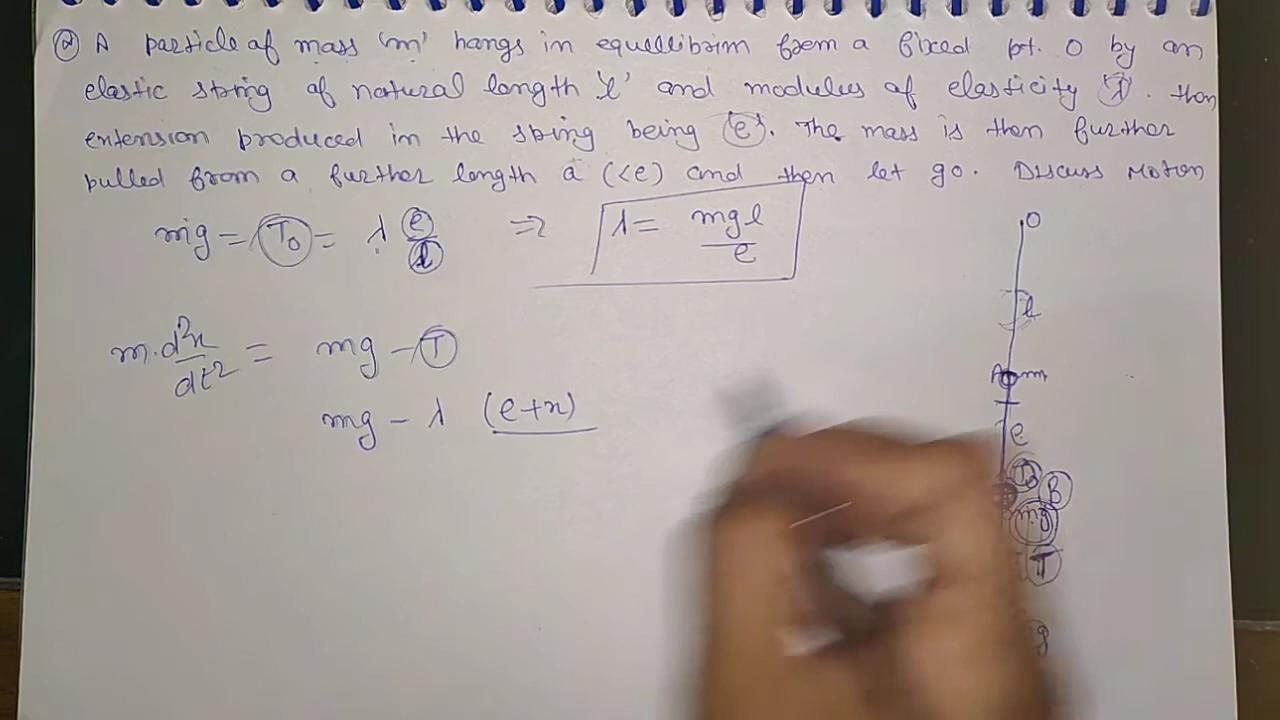 ② A particle of mass 'm' hangs in equillibrim from a fixed pt. O by an
elastic string of natural length 'l' and modulus of elasticity 'λ'. then
extension produced in the string being 'e'. The mass is then further
pulled from a further length a (<e) and then let go. Discuss Motion
mg = T₀ = λ e/l ⇒ λ = mgl/e
O
l
m·d²x/dt² = mg - T
A m
mg - λ (e+x)
e
B
mg
T